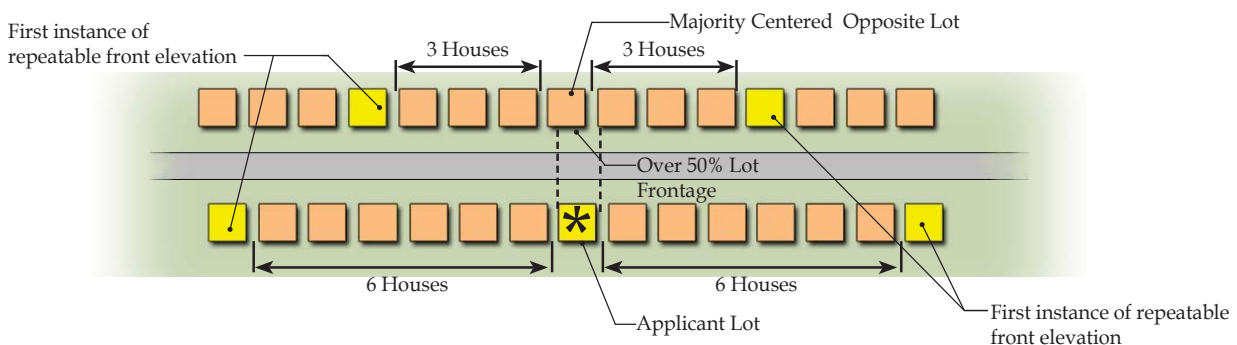 First instance of
repeatable front elevation
3 Houses
Majority Centered Opposite Lot
3 Houses
Over 50% Lot
Frontage
*
6 Houses
6 Houses
Applicant Lot
First instance of repeatable
front elevation